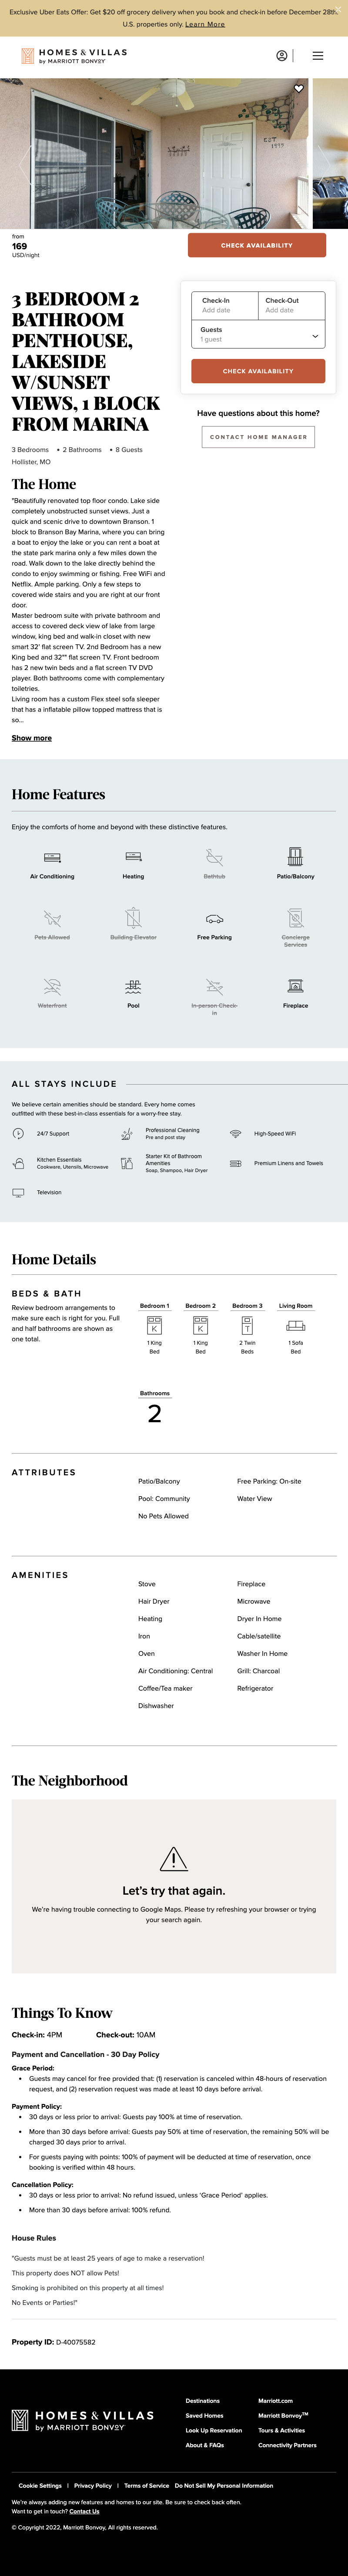 Exclusive Uber Eats Offer: Get $20 off grocery delivery when you book and check-in before December 28th.
U.S. properties only. Learn More
HOMES & VILLAS
by MARRIOTT BONVOY
from
169
USD/night
CHECK AVAILABILITY
3 BEDROOM 2
BATHROOM
PENTHOUSE,
LAKESIDE
W/SUNSET
VIEWS, 1 BLOCK
FROM MARINA
3 Bedrooms • 2 Bathrooms • 8 Guests
Hollister, MO
Check-In
Add date
Check-Out
Add date
Guests
1 guest
CHECK AVAILABILITY
Have questions about this home?
CONTACT HOME MANAGER
The Home
"Beautifully renovated top floor condo. Lake side
completely unobstructed sunset views. Just a
quick and scenic drive to downtown Branson. 1
block to Branson Bay Marina, where you can bring
a boat to enjoy the lake or you can rent a boat at
the state park marina only a few miles down the
road. Walk down to the lake directly behind the
condo to enjoy swimming or fishing. Free WiFi and
Netflix. Ample parking. Only a few steps to
covered wide stairs and you are right at our front
door.
Master bedroom suite with private bathroom and
access to covered deck view of lake from large
window, king bed and walk-in closet with new
smart 32' flat screen TV. 2nd Bedroom has a new
King bed and 32"" flat screen TV. Front bedroom
has 2 new twin beds and a flat screen TV DVD
player. Both bathrooms come with complementary
toiletries.
Living room has a custom Flex steel sofa sleeper
that has a inflatable pillow topped mattress that is
so...
Show more
Home Features
Enjoy the comforts of home and beyond with these distinctive features.
Air Conditioning
Heating
Bathtub
Patio/Balcony
Pets Allowed
Building Elevator
Free Parking
Concierge
Services
Waterfront
Pool
In-person Check-
in
Fireplace
ALL STAYS INCLUDE
We believe certain amenities should be standard. Every home comes
outfitted with these best-in-class essentials for a worry-free stay.
24/7 Support
Professional Cleaning
Pre and post stay
High-Speed WiFi
Kitchen Essentials
Cookware, Utensils, Microwave
Starter Kit of Bathroom
Amenities
Soap, Shampoo, Hair Dryer
Premium Linens and Towels
Television
Home Details
BEDS & BATH
Review bedroom arrangements to
make sure each is right for you. Full
and half bathrooms are shown as
one total.
Bedroom 1
K
1 King
Bed
Bedroom 2
K
1 King
Bed
Bedroom 3
T
2 Twin
Beds
Living Room
1 Sofa
Bed
Bathrooms
2
ATTRIBUTES
Patio/Balcony
Free Parking: On-site
Pool: Community
Water View
No Pets Allowed
AMENITIES
Stove
Fireplace
Hair Dryer
Microwave
Heating
Dryer In Home
Iron
Cable/satellite
Oven
Washer In Home
Air Conditioning: Central
Grill: Charcoal
Coffee/Tea maker
Refrigerator
Dishwasher
The Neighborhood
Let's try that again.
We're having trouble connecting to Google Maps. Please try refreshing your browser or trying
your search again.
Things To Know
Check-in: 4PM
Check-out: 10AM
Payment and Cancellation - 30 Day Policy
Grace Period:
• Guests may cancel for free provided that: (1) reservation is canceled within 48-hours of reservation
request, and (2) reservation request was made at least 10 days before arrival.
Payment Policy:
• 30 days or less prior to arrival: Guests pay 100% at time of reservation.
• More than 30 days before arrival: Guests pay 50% at time of reservation, the remaining 50% will be
charged 30 days prior to arrival.
• For guests paying with points: 100% of payment will be deducted at time of reservation, once
booking is verified within 48 hours.
Cancellation Policy:
• 30 days or less prior to arrival: No refund issued, unless 'Grace Period' applies.
• More than 30 days before arrival: 100% refund.
House Rules
"Guests must be at least 25 years of age to make a reservation!
This property does NOT allow Pets!
Smoking is prohibited on this property at all times!
No Events or Parties!"
Property ID: D-40075582
HOMES & VILLAS
by MARRIOTT BONVOY
Destinations
Saved Homes
Look Up Reservation
About & FAQs
Marriott.com
Marriott Bonvoy™
Tours & Activities
Connectivity Partners
Cookie Settings | Privacy Policy | Terms of Service Do Not Sell My Personal Information
We're always adding new features and homes to our site. Be sure to check back often.
Want to get in touch? Contact Us
© Copyright 2022, Marriott Bonvoy, All rights reserved.